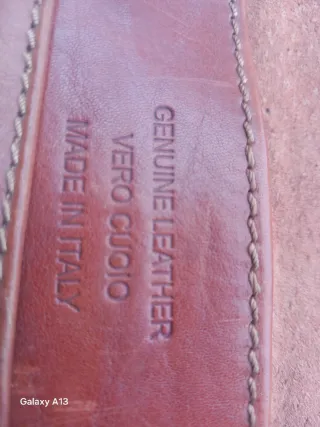 GENUINE LEATHER
VERO CUOIO
MADE IN ITALY
Galaxy A13